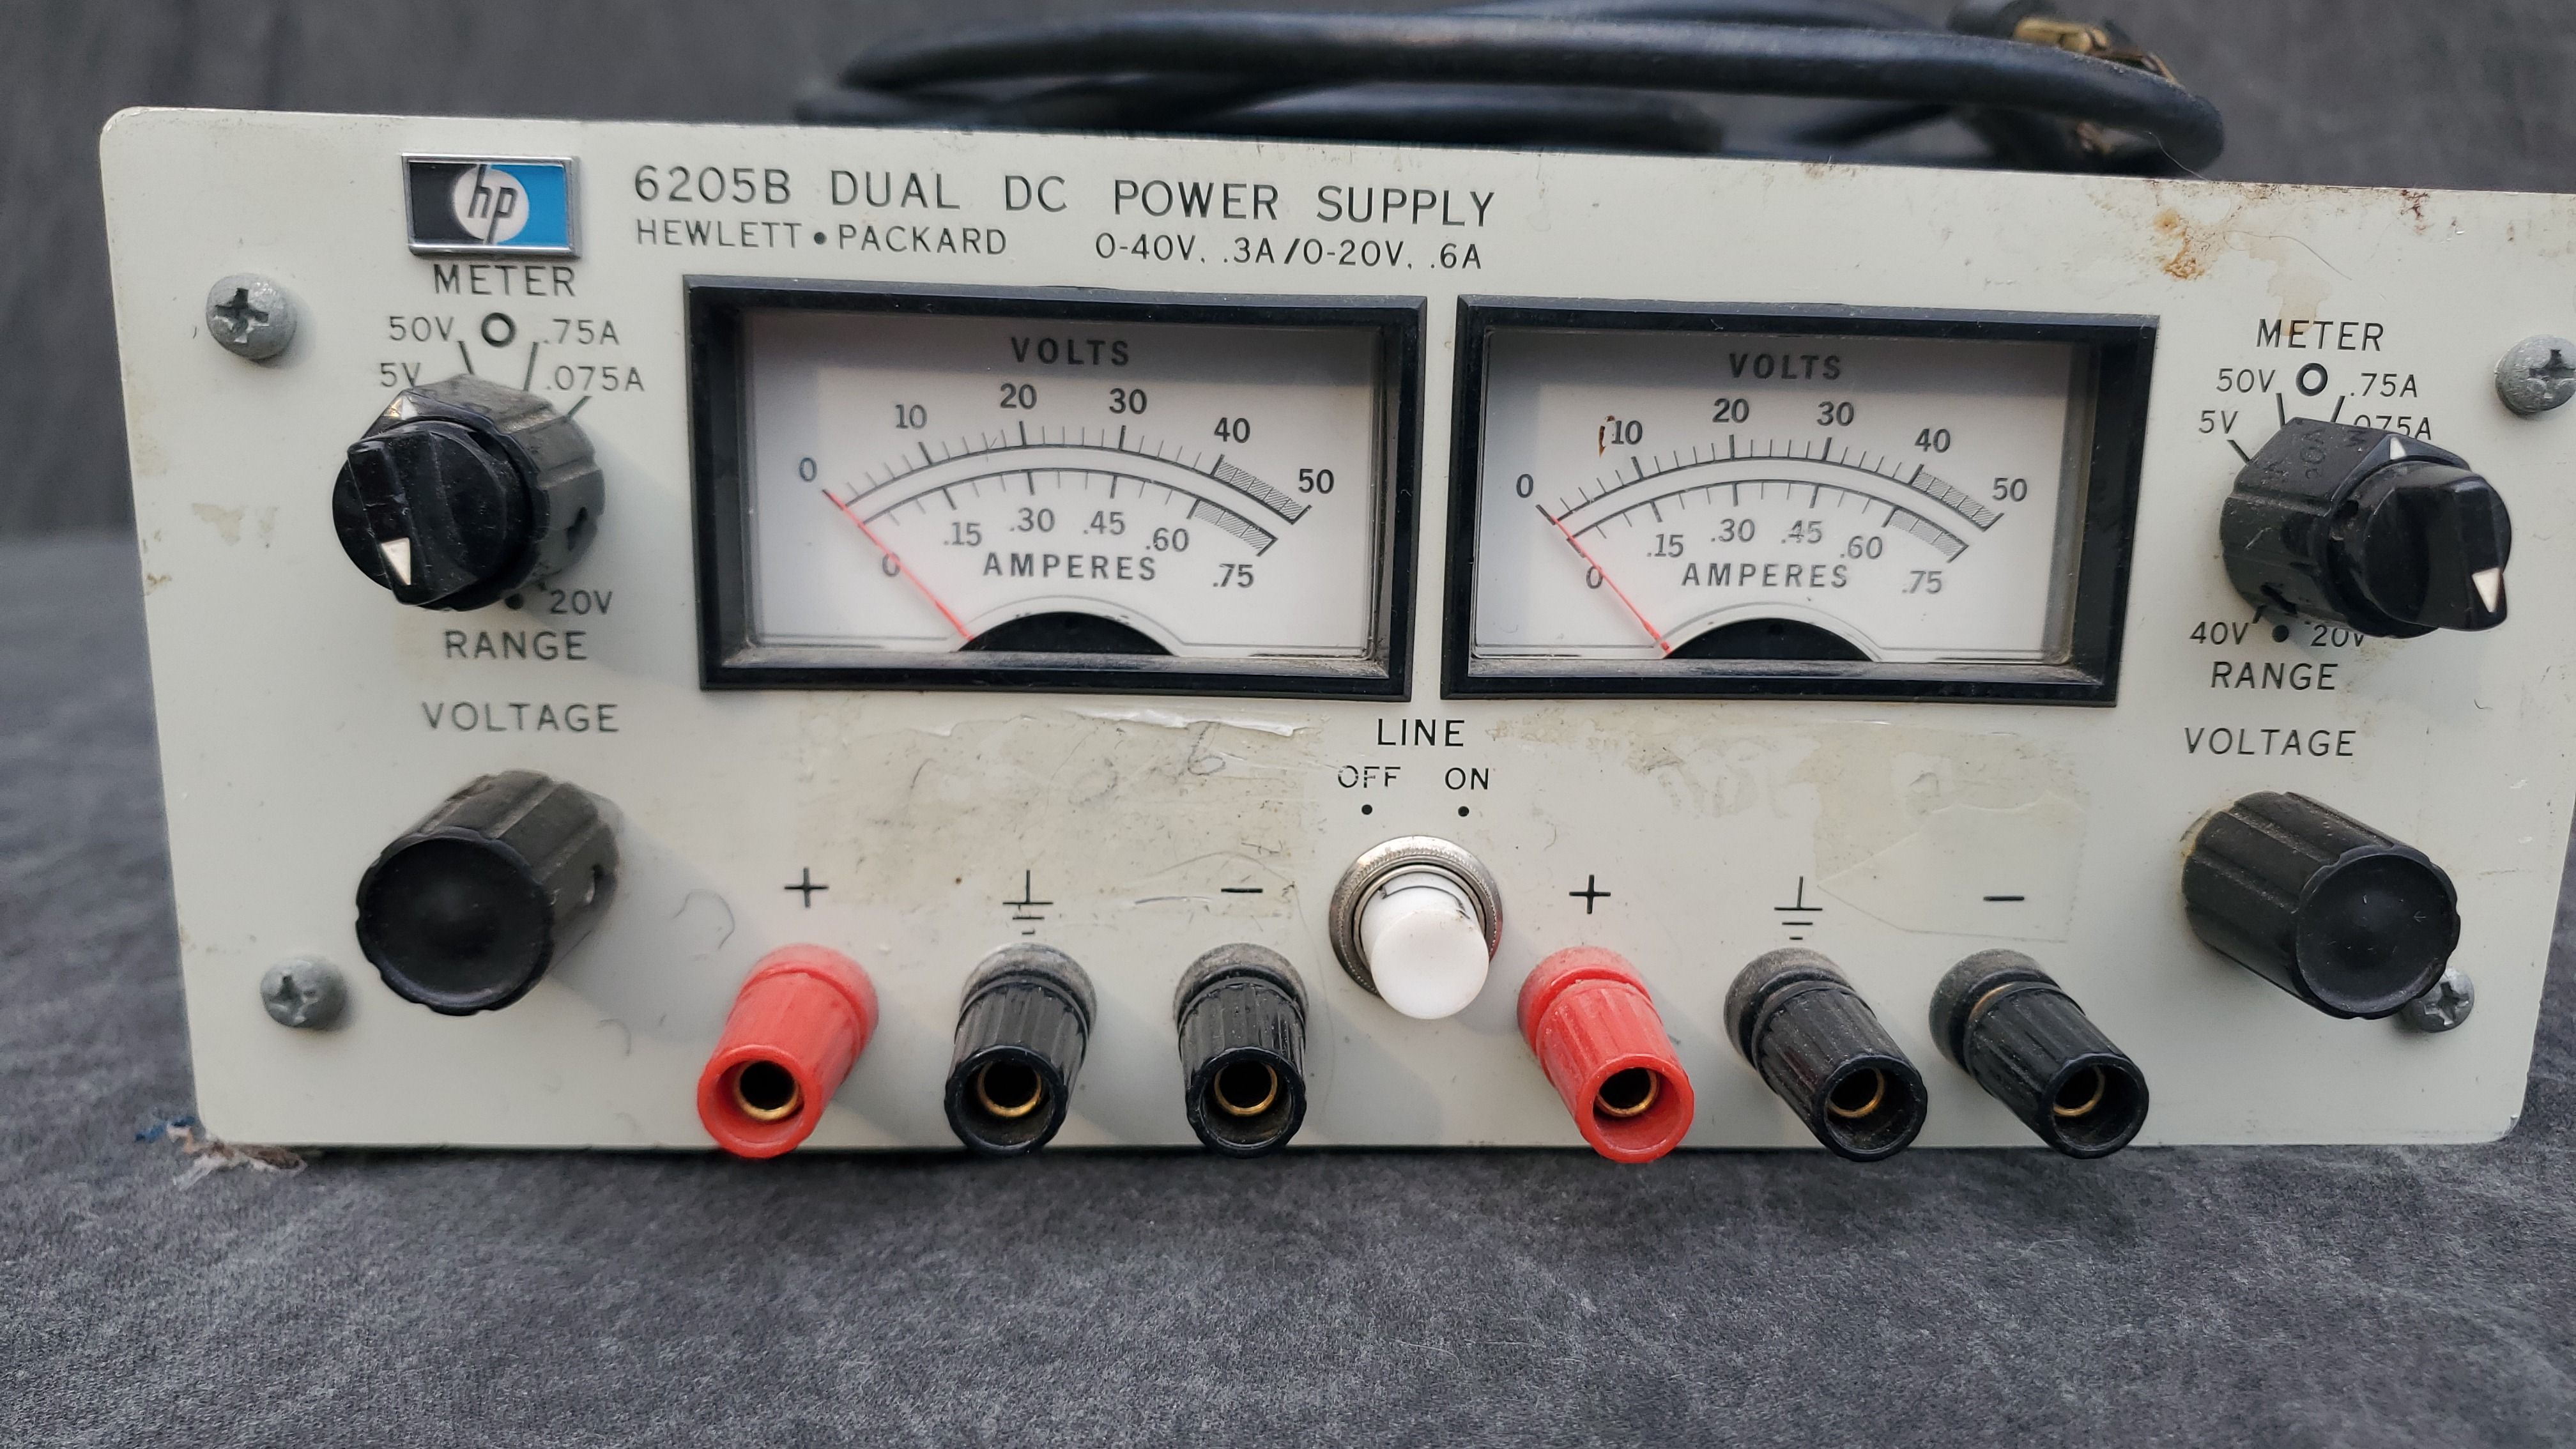 hp
6205B DUAL DC POWER SUPPLY
HEWLETT • PACKARD 0-40V, .3A/0-20V, .6A
METER
50V .75A
5V .075A
20V
RANGE
VOLTAGE
VOLTS
0 10 20 30 40 50
0 .15 .30 .45 .60 .75
AMPERES
VOLTS
0 10 20 30 40 50
0 .15 .30 .45 .60 .75
AMPERES
METER
50V .75A
5V .075A
40V 20V
RANGE
VOLTAGE
LINE
OFF ON
+ -
+ -